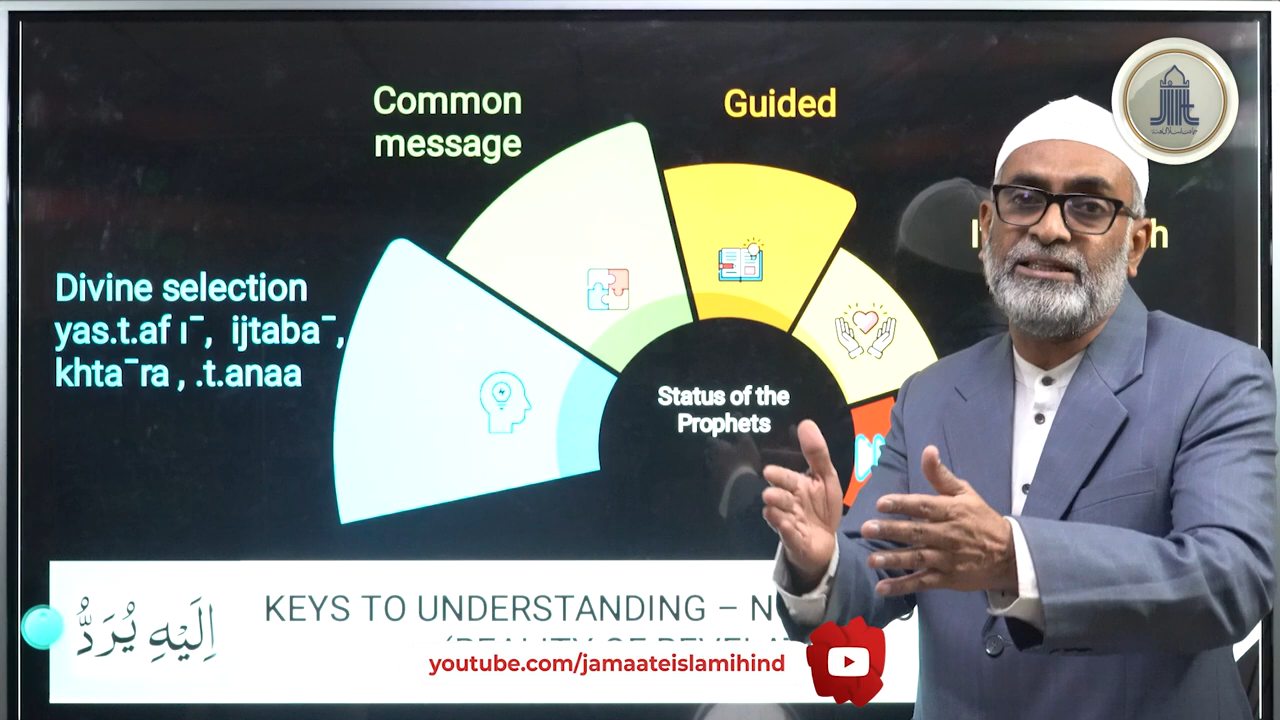 Common
message
Guided
Divine selection
yas.t.af ı¯, ijtaba¯,
khta¯ra , .t.anaa
Status of the
Prophets
اِلَيْهِ يُرَدُّ
KEYS TO UNDERSTANDING –
youtube.com/jamaateislamihind